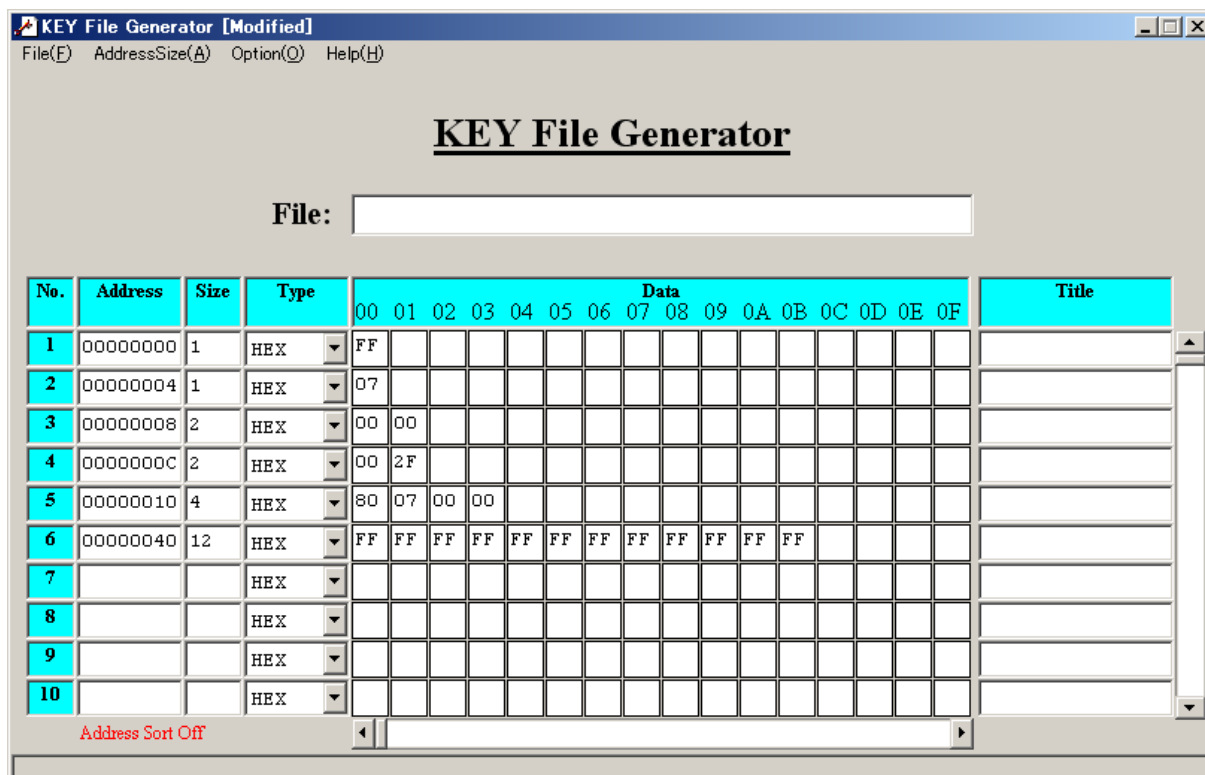 KEY File Generator [Modified]
File(F) AddressSize(A) Option(O) Help(H)
KEY File Generator
File:
No. Address Size Type Data Title
00 01 02 03 04 05 06 07 08 09 0A 0B 0C 0D 0E 0F
1 00000000 1 HEX FF
2 00000004 1 HEX 07
3 00000008 2 HEX 00 00
4 0000000C 2 HEX 00 2F
5 00000010 4 HEX 80 07 00 00
6 00000040 12 HEX FF FF FF FF FF FF FF FF FF FF FF FF
7 HEX
8 HEX
9 HEX
10 HEX
Address Sort Off